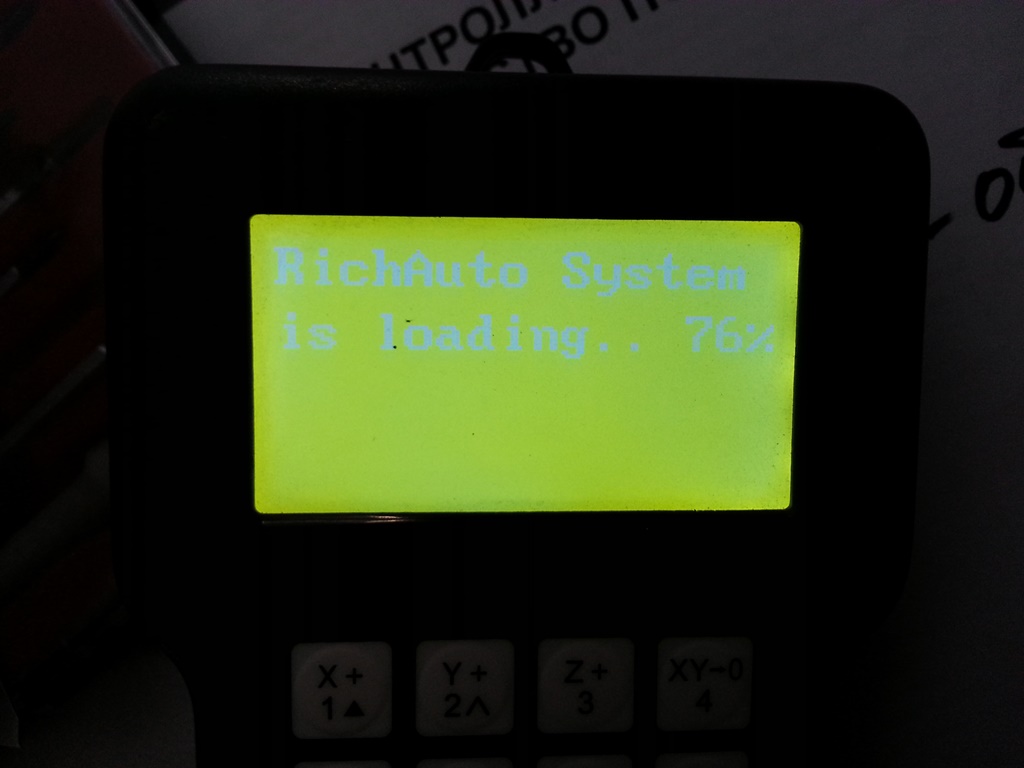 RichAuto System
is loading.. 76%
X+
1▲
Y+
2∧
Z+
3
XY→0
4